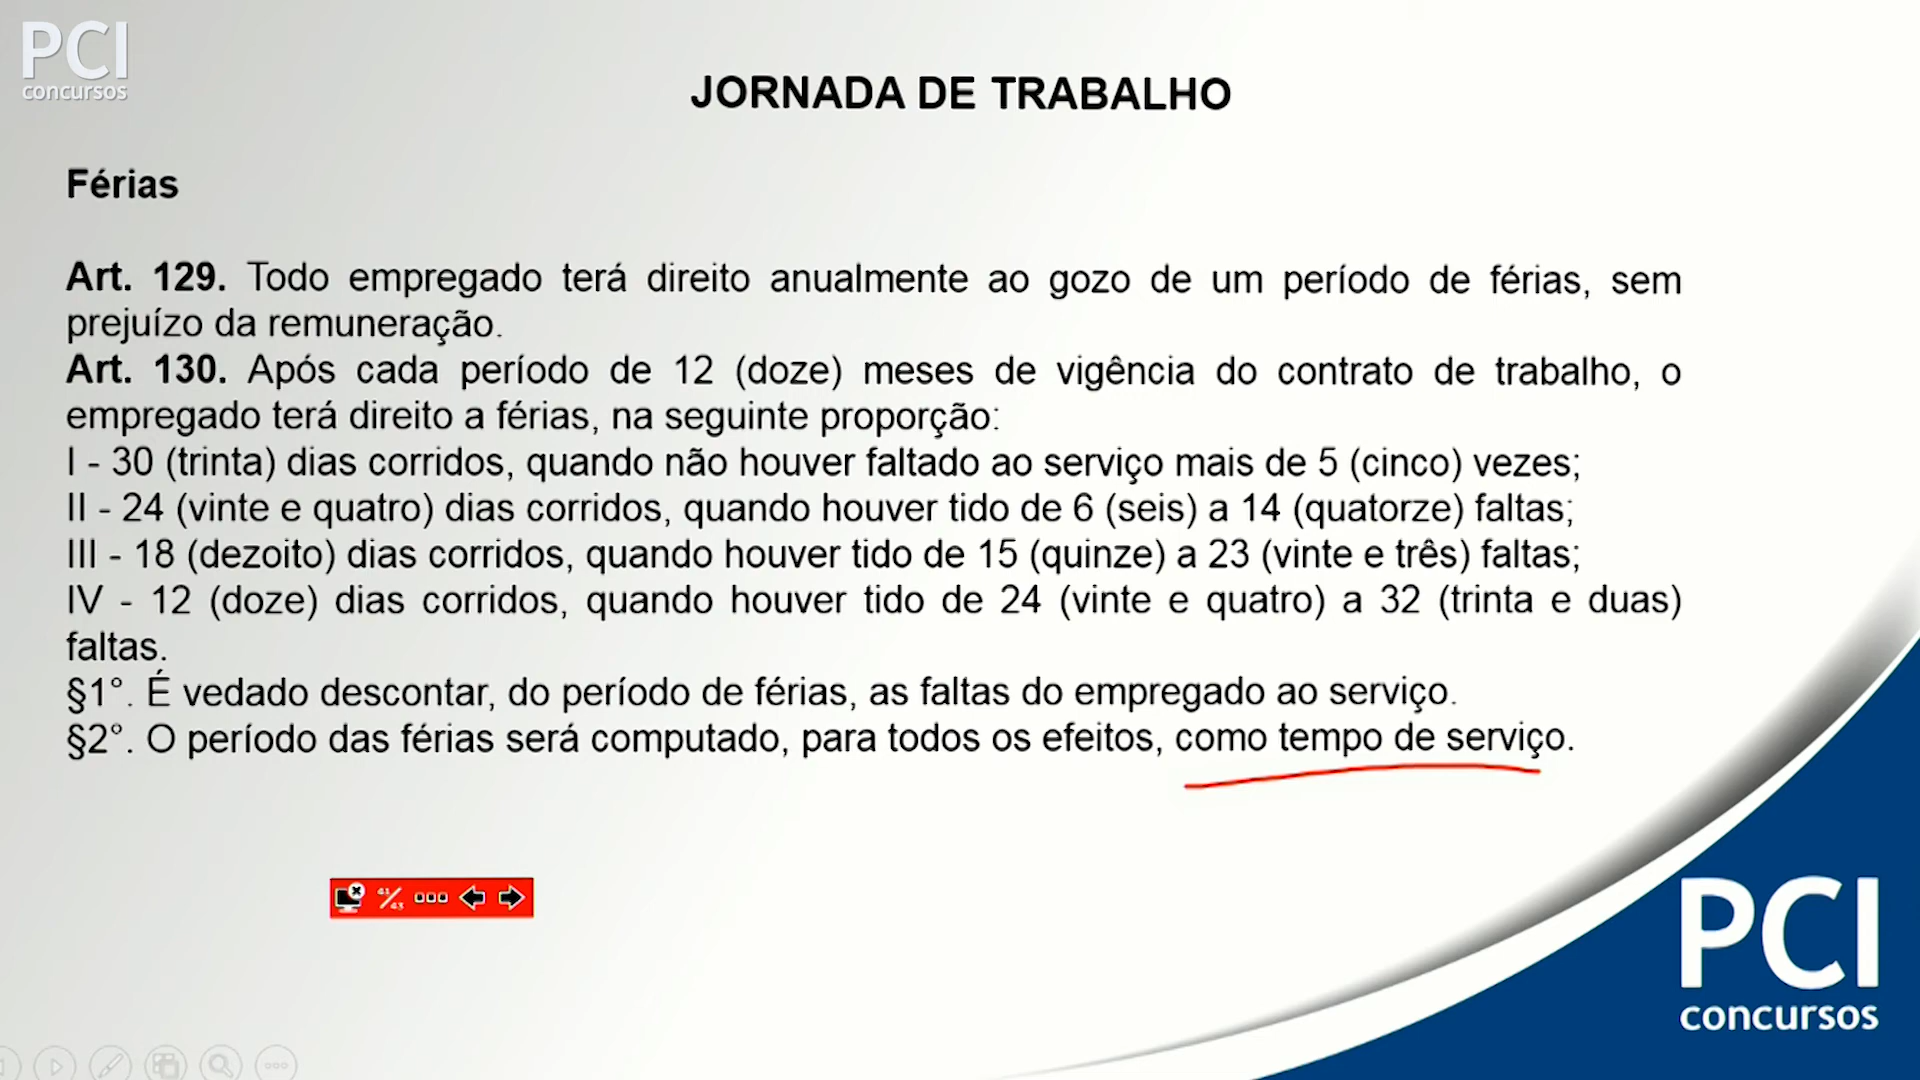 PCI
concursos
JORNADA DE TRABALHO
Férias
Art. 129. Todo empregado terá direito anualmente ao gozo de um período de férias, sem
prejuízo da remuneração.
Art. 130. Após cada período de 12 (doze) meses de vigência do contrato de trabalho, o
empregado terá direito a férias, na seguinte proporção:
I - 30 (trinta) dias corridos, quando não houver faltado ao serviço mais de 5 (cinco) vezes;
II - 24 (vinte e quatro) dias corridos, quando houver tido de 6 (seis) a 14 (quatorze) faltas;
III - 18 (dezoito) dias corridos, quando houver tido de 15 (quinze) a 23 (vinte e três) faltas;
IV - 12 (doze) dias corridos, quando houver tido de 24 (vinte e quatro) a 32 (trinta e duas)
faltas.
§1°. É vedado descontar, do período de férias, as faltas do empregado ao serviço.
§2°. O período das férias será computado, para todos os efeitos, como tempo de serviço.
PCI
concursos